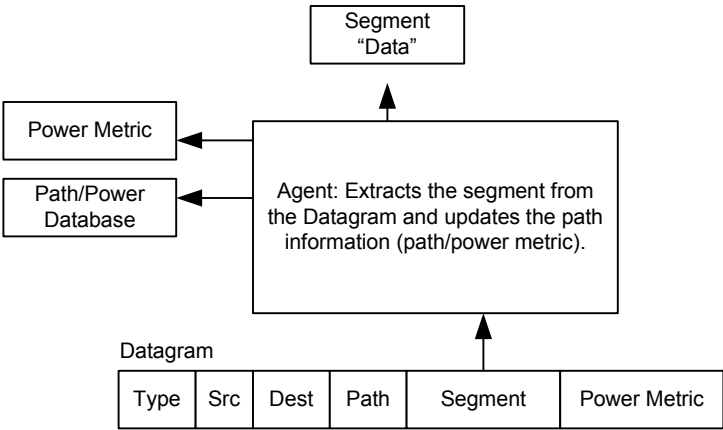 Segment
“Data”
Power Metric
Path/Power
Database
Agent: Extracts the segment from
the Datagram and updates the path
information (path/power metric).
Datagram
Type Src Dest Path Segment Power Metric